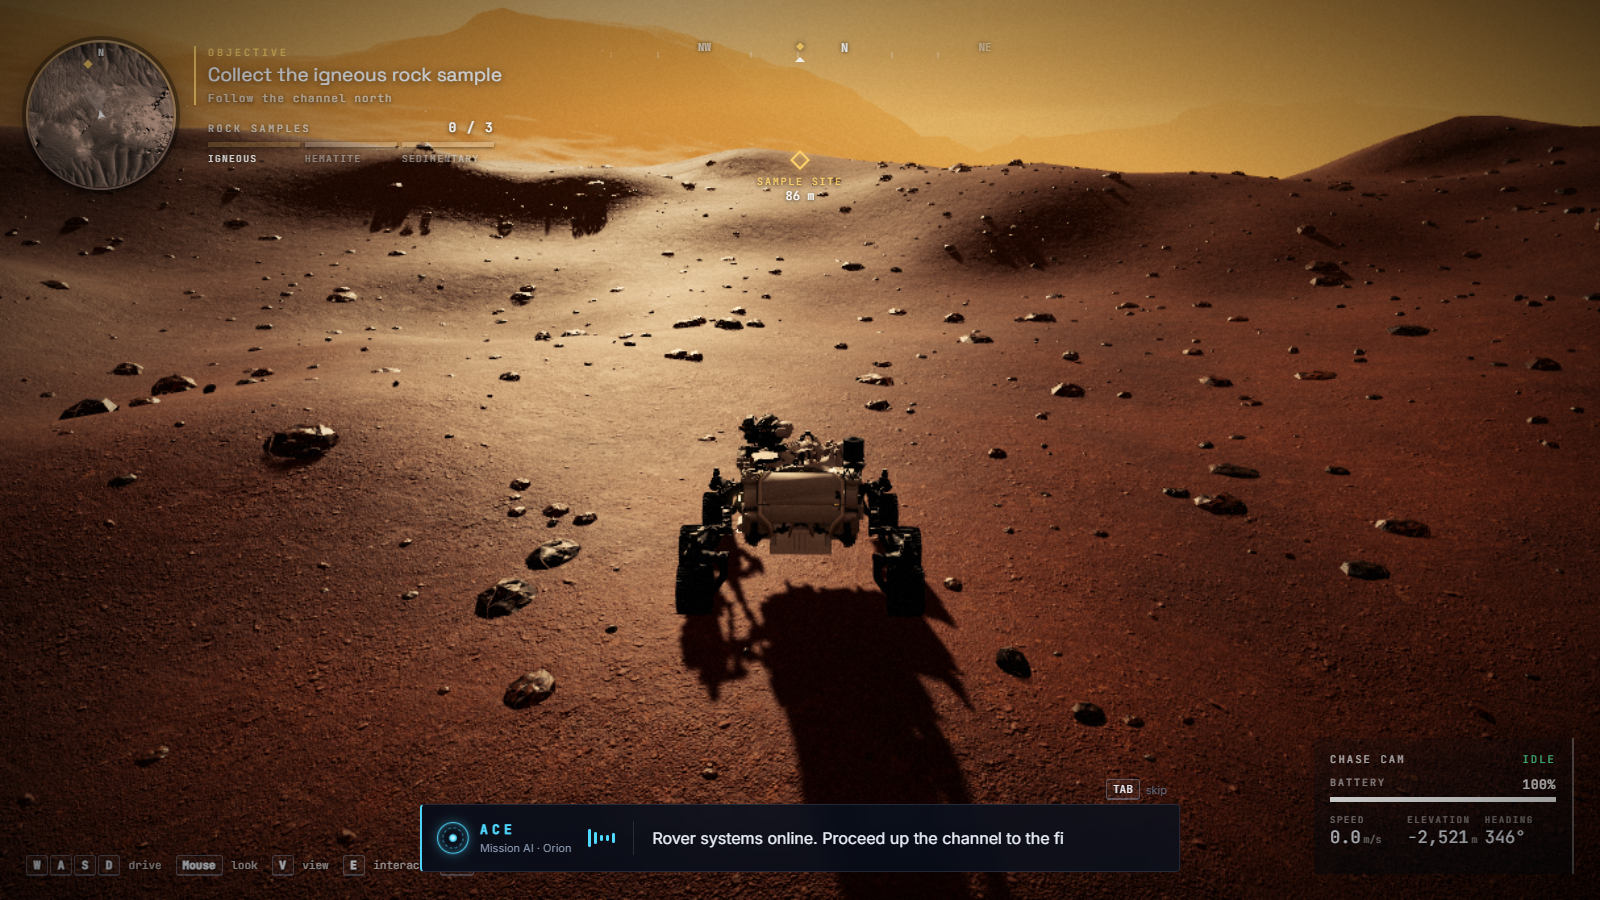 N
OBJECTIVE
Collect the igneous rock sample
Follow the channel north
ROCK SAMPLES 0 / 3
IGNEOUS HEMATITE SEDIMENTARY
NW N NE
SAMPLE SITE
86 m
CHASE CAM IDLE
BATTERY 100%
SPEED ELEVATION HEADING
0.0 m/s -2,521 m 346°
TAB skip
ACE
Mission AI · Orion
Rover systems online. Proceed up the channel to the fi
W A S D drive Mouse look V view E interac